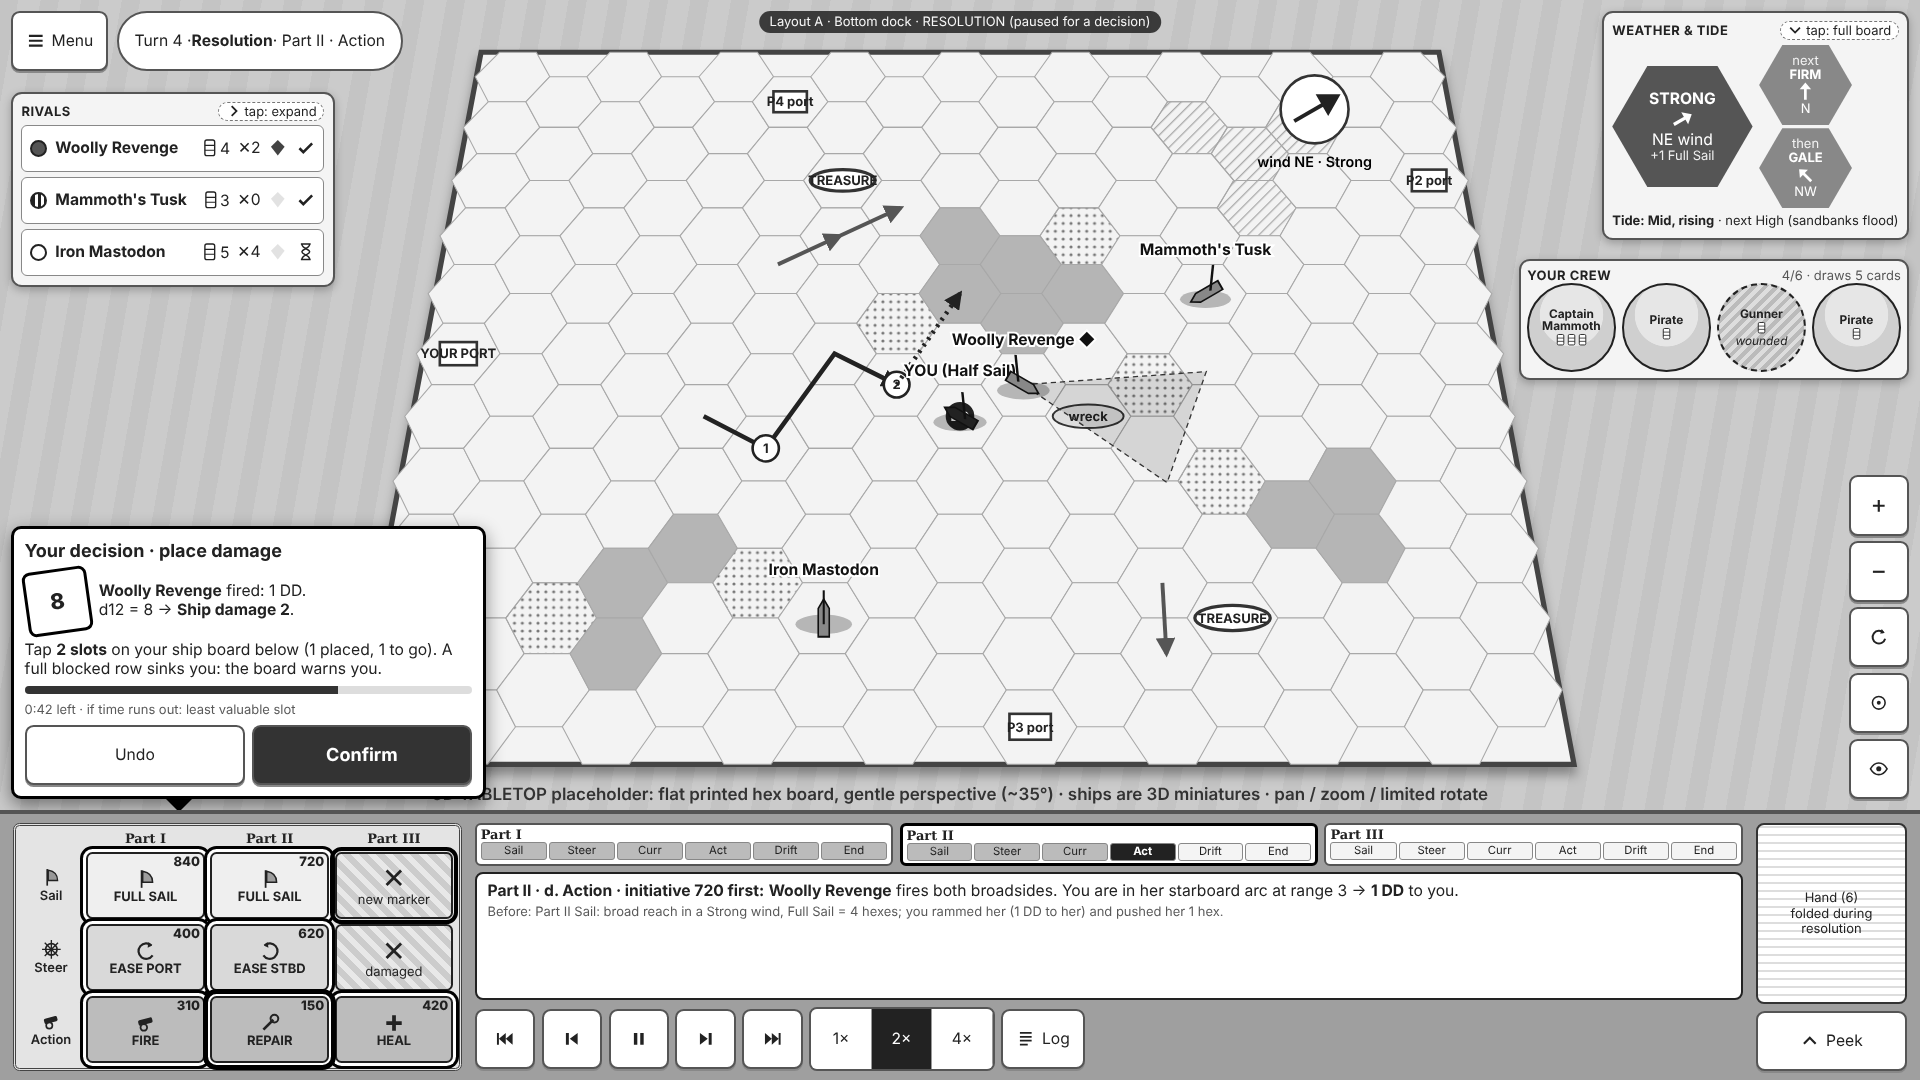 Layout A · Bottom dock · RESOLUTION (paused for a decision)
Menu
Turn 4 · Resolution · Part II · Action
RIVALS
tap: expand
Woolly Revenge 4 ×2
Mammoth's Tusk 3 ×0
Iron Mastodon 5 ×4
WEATHER & TIDE
tap: full board
STRONG
NE wind
+1 Full Sail
next
FIRM
N
then
GALE
NW
Tide: Mid, rising · next High (sandbanks flood)
YOUR CREW
4/6 · draws 5 cards
Captain
Mammoth
Pirate
Gunner
wounded
Pirate
P4 port
TREASURE
wind NE · Strong
P2 port
Mammoth's Tusk
YOUR PORT
Woolly Revenge
YOU (Half Sail)
2
wreck
1
Iron Mastodon
TREASURE
P3 port
TABLETOP placeholder: flat printed hex board, gentle perspective (~35°) · ships are 3D miniatures · pan / zoom / limited rotate
Your decision · place damage
8
Woolly Revenge fired: 1 DD.
d12 = 8 → Ship damage 2.
Tap 2 slots on your ship board below (1 placed, 1 to go). A
full blocked row sinks you: the board warns you.
0:42 left · if time runs out: least valuable slot
Undo
Confirm
+
−
Part I Part II Part III
Sail
840
FULL SAIL
720
FULL SAIL
new marker
Steer
400
EASE PORT
620
EASE STBD
damaged
Action
310
FIRE
150
REPAIR
420
HEAL
Part I
Sail Steer Curr Act Drift End
Part II
Sail Steer Curr Act Drift End
Part III
Sail Steer Curr Act Drift End
Part II · d. Action · initiative 720 first: Woolly Revenge fires both broadsides. You are in her starboard arc at range 3 → 1 DD to you.
Before: Part II Sail: broad reach in a Strong wind, Full Sail = 4 hexes; you rammed her (1 DD to her) and pushed her 1 hex.
1× 2× 4×
Log
Hand (6)
folded during
resolution
Peek